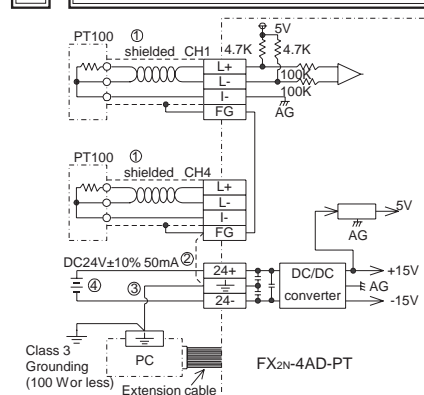 5V
PT100 ① shielded CH1 4.7K 4.7K
L+
L-
100K
100K
I-
FG
AG
PT100 ① shielded CH4
L+
L-
I-
FG
5V
AG
DC24V±10% 50mA ②
24+
24-
DC/DC
converter
+15V
AG
-15V
④
③
Class 3
Grounding
(100 W or less)
PC
Extension cable
FX2N-4AD-PT